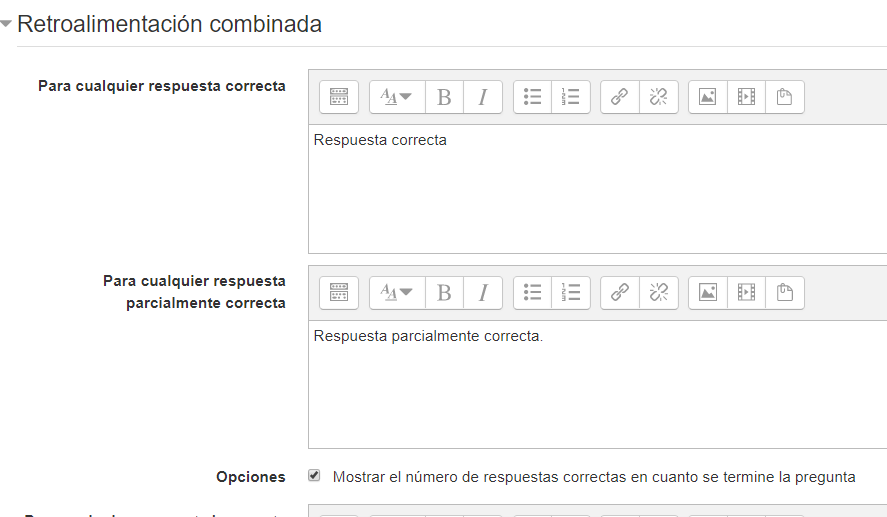 Retroalimentación combinada
Para cualquier respuesta correcta
Respuesta correcta
Para cualquier respuesta
parcialmente correcta
Respuesta parcialmente correcta.
Opciones
Mostrar el número de respuestas correctas en cuanto se termine la pregunta